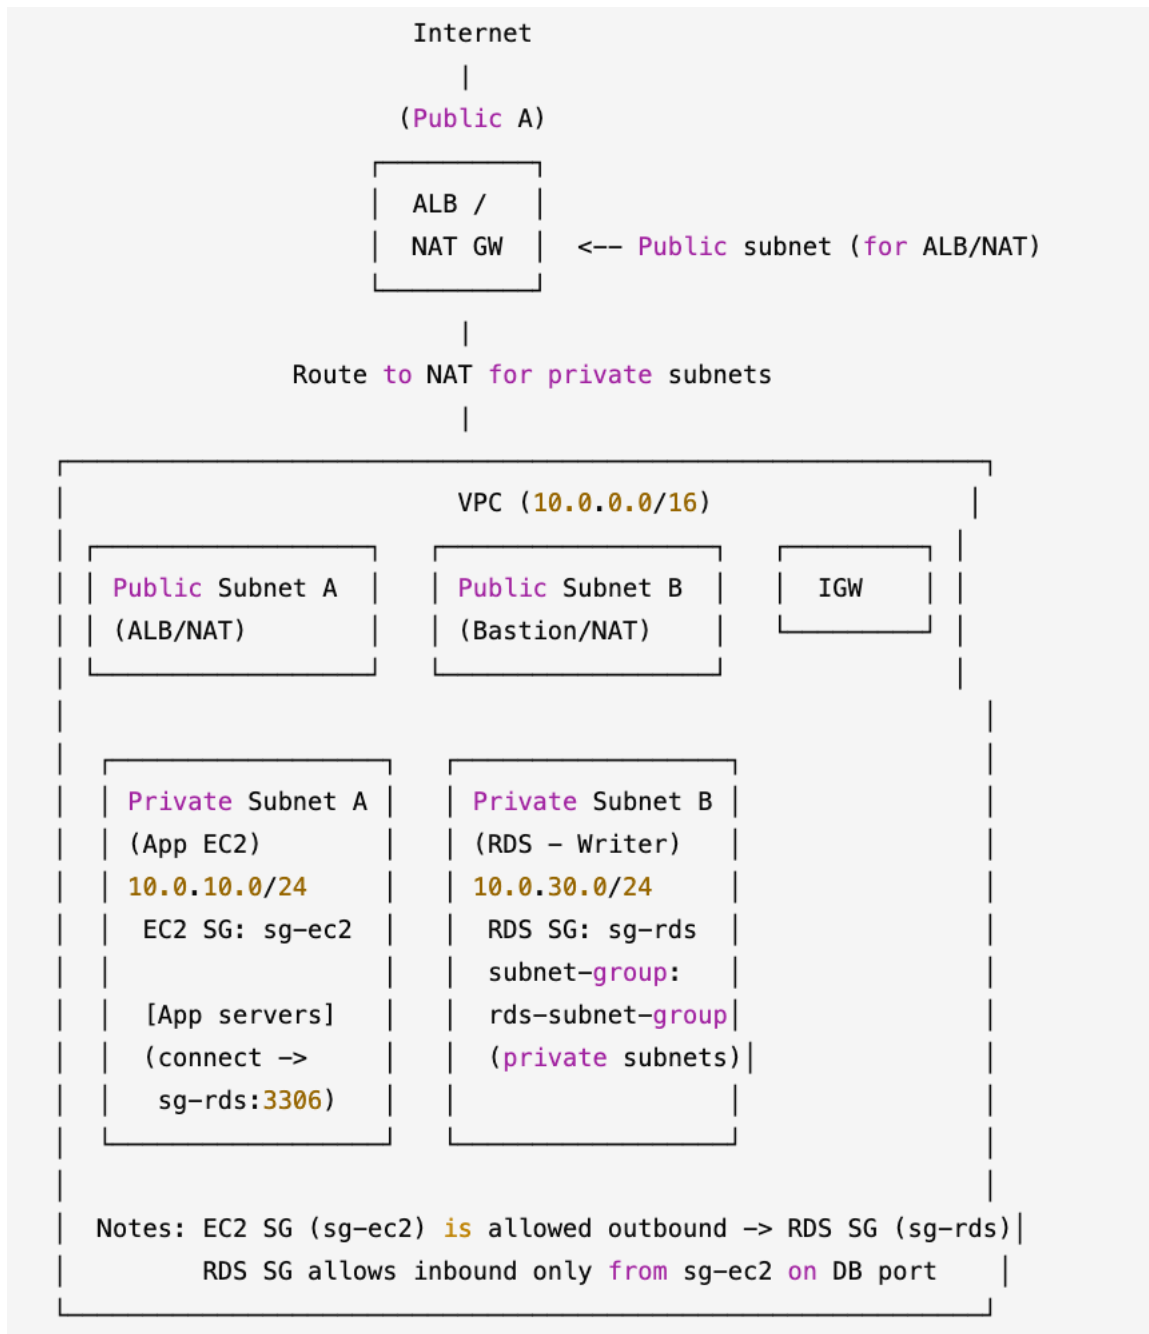 Internet
|
(Public A)
ALB /
NAT GW <-- Public subnet (for ALB/NAT)
|
Route to NAT for private subnets
|
VPC (10.0.0.0/16)
Public Subnet A Public Subnet B IGW
(ALB/NAT) (Bastion/NAT)
Private Subnet A Private Subnet B
(App EC2) (RDS - Writer)
10.0.10.0/24 10.0.30.0/24
EC2 SG: sg-ec2 RDS SG: sg-rds
subnet-group:
[App servers] rds-subnet-group
(connect -> (private subnets)
sg-rds:3306)
Notes: EC2 SG (sg-ec2) is allowed outbound -> RDS SG (sg-rds)
RDS SG allows inbound only from sg-ec2 on DB port